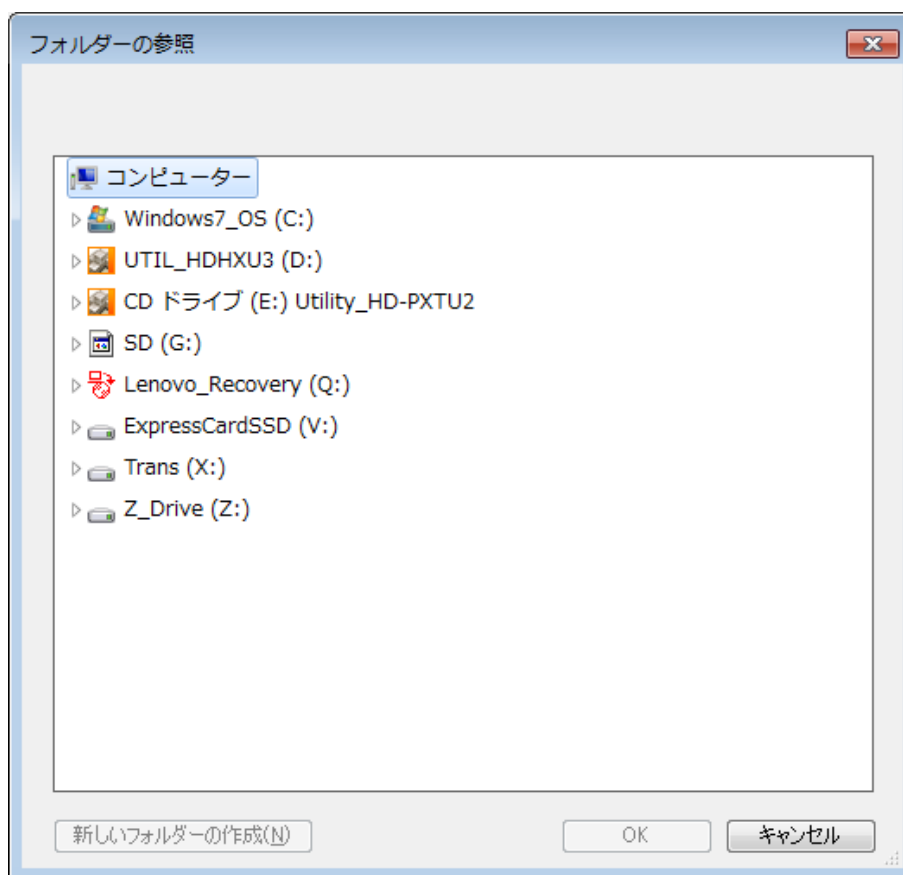 フォルダーの参照
コンピューター
Windows7_OS (C:)
UTIL_HDHXU3 (D:)
CD ドライブ (E:) Utility_HD-PXTU2
SD (G:)
Lenovo_Recovery (Q:)
ExpressCardSSD (V:)
Trans (X:)
Z_Drive (Z:)
新しいフォルダーの作成(N) OK キャンセル